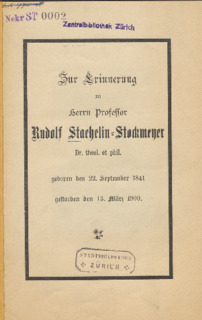 Nekr ST 0002
Zentralbibliothek Zürich
Zur Erinnerung
an
Herrn Professor
Rudolf Staehelin-Stockmeyer
Dr. theol. et phil.
geboren den 22. September 1841
gestorben den 13. März 1900.
ZÜRICH